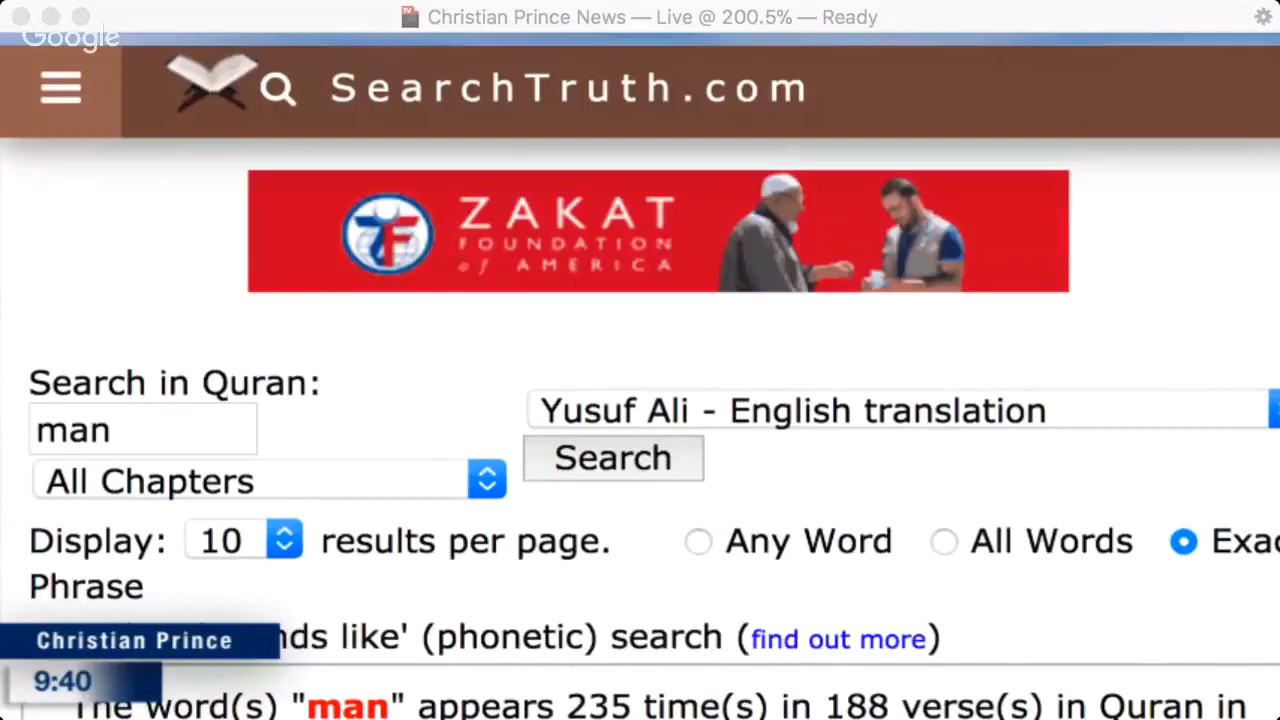 Christian Prince News — Live @ 200.5% — Ready
Google
SearchTruth.com
ZAKAT
FOUNDATION
of AMERICA
Search in Quran:
man
Yusuf Ali - English translation
Search
All Chapters
Display: 10 results per page. Any Word All Words
Phrase
like' (phonetic) search (find out more)
Christian Prince
9:40
The word(s) "man" appears 235 time(s) in 188 verse(s) in Quran in